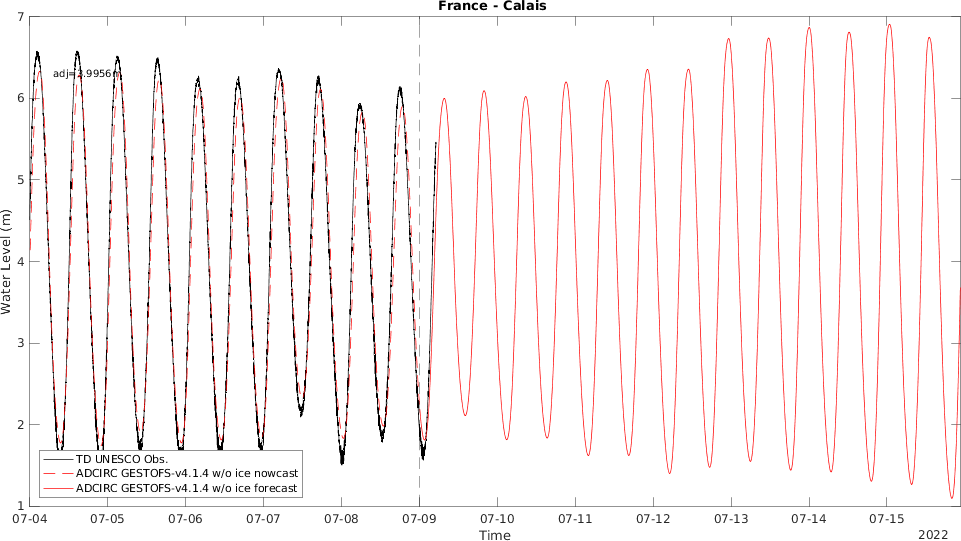 France - Calais
7
6
5
4
3
2
1
Water Level (m)
adj=3.9956m
TD UNESCO Obs.
ADCIRC GESTOFS-v4.1.4 w/o ice nowcast
ADCIRC GESTOFS-v4.1.4 w/o ice forecast
07-04 07-05 07-06 07-07 07-08 07-09 07-10 07-11 07-12 07-13 07-14 07-15
Time
2022